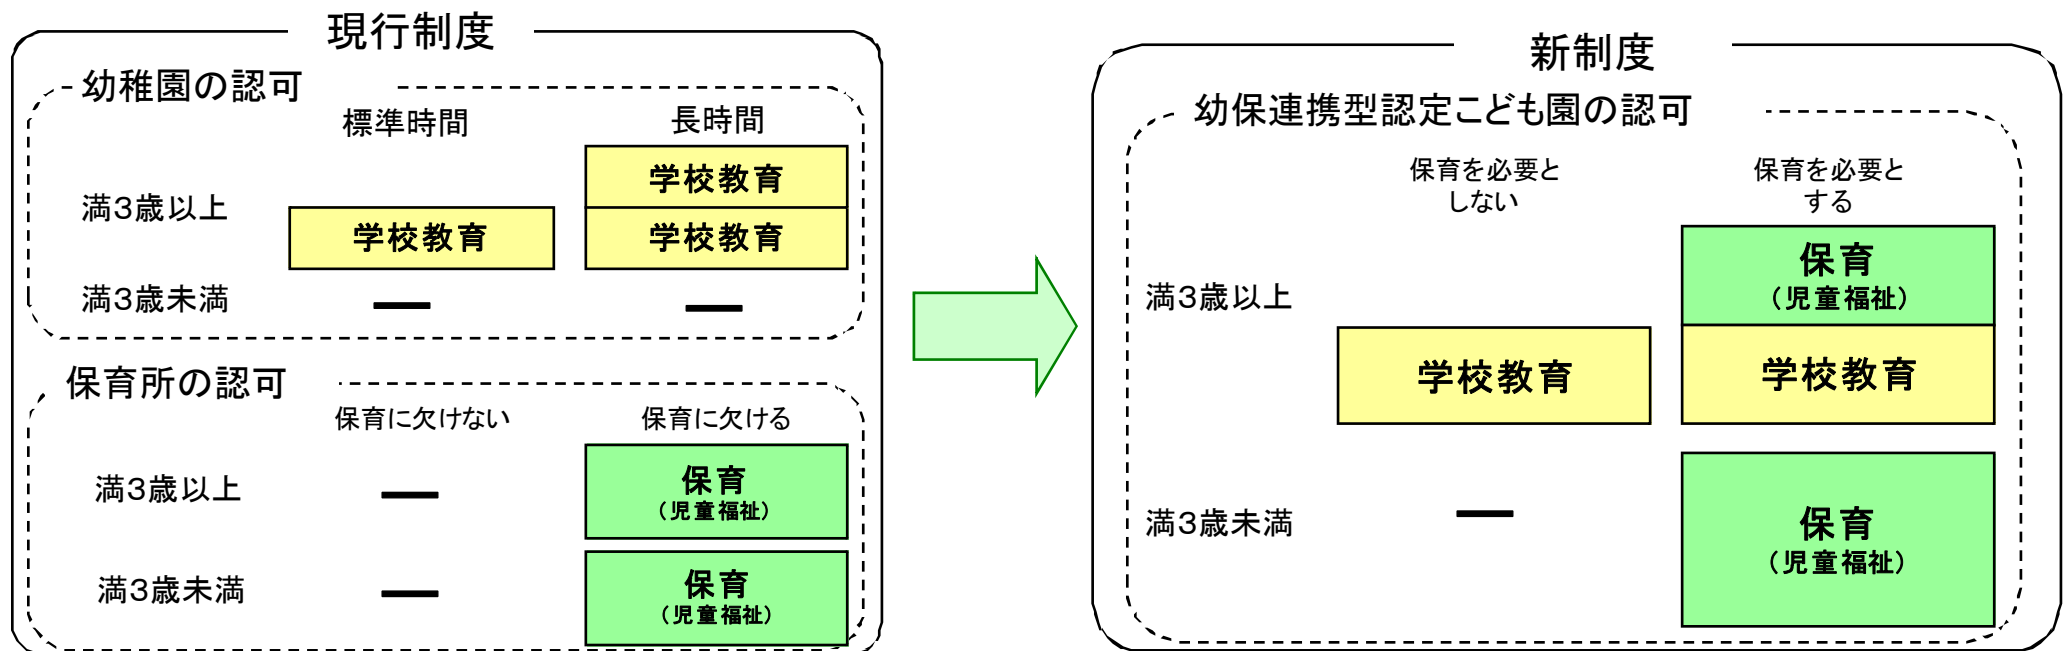 現行制度
幼稚園の認可
標準時間
長時間
学校教育
満3歳以上
学校教育
学校教育
満3歳未満
保育所の認可
保育に欠けない
保育に欠ける
満3歳以上
保育
(児童福祉)
満3歳未満
保育
(児童福祉)
新制度
幼保連携型認定こども園の認可
保育を必要と
しない
保育を必要と
する
満3歳以上
保育
(児童福祉)
学校教育
学校教育
満3歳未満
保育
(児童福祉)